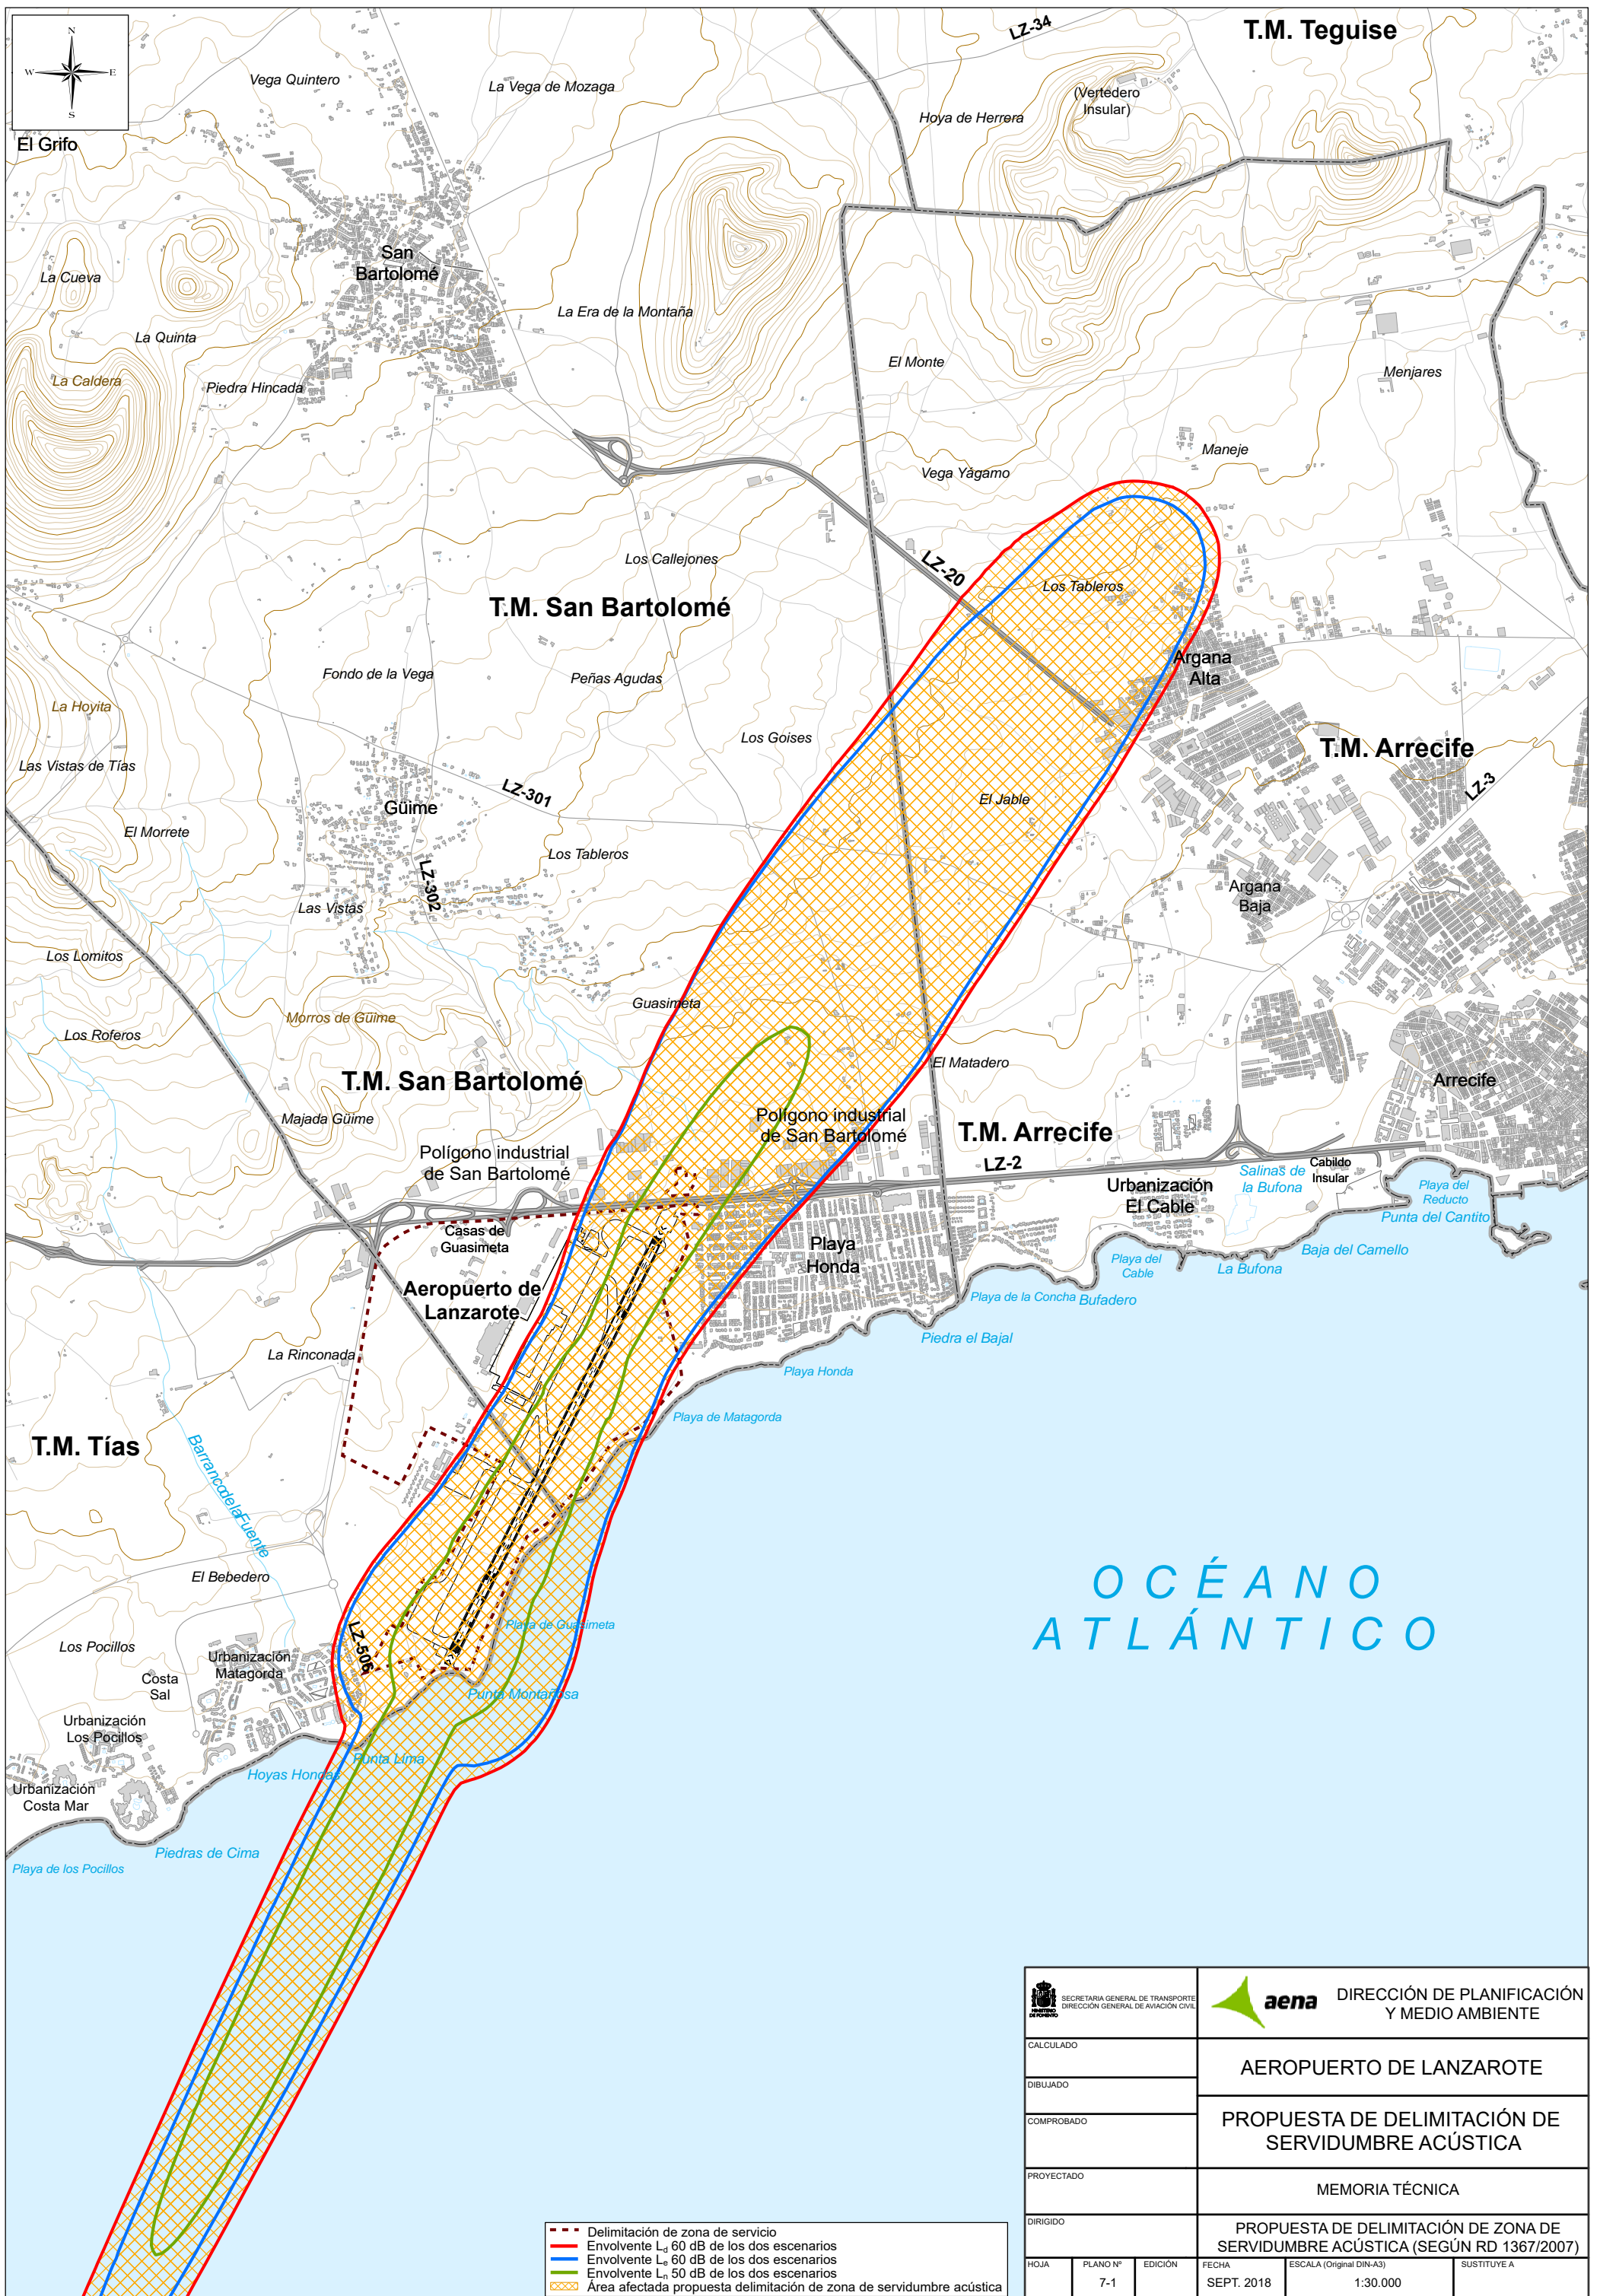 N
W
E
S
T.M. Teguise
LZ-34
Vega Quintero
La Vega de Mozaga
(Vertedero
Insular)
Hoya de Herrera
El Grifo
San
Bartolomé
La Cueva
La Era de la Montaña
La Quinta
El Monte
La Caldera
Piedra Hincada
Menjares
Maneje
Vega Yágamo
Los Callejones
LZ-20
Los Tableros
T.M. San Bartolomé
Argana
Alta
Fondo de la Vega
Peñas Agudas
La Hoyita
Los Goises
T.M. Arrecife
Las Vistas de Tías
LZ-301
LZ-3
El Jable
Güime
El Morrete
Los Tableros
LZ-302
Argana
Baja
Las Vistas
Los Lomitos
Guasimeta
Morros de Güime
Los Roferos
El Matadero
T.M. San Bartolomé
Arrecife
Majada Güime
Polígono industrial
de San Bartolomé
T.M. Arrecife
Polígono industrial
de San Bartolomé
LZ-2
Cabildo
Insular
Salinas de
la Bufona
Urbanización
El Cable
Playa del
Reducto
Punta del Cantito
Casas de
Guasimeta
Playa
Honda
Baja del Camello
Playa del
Cable
La Bufona
Aeropuerto de
Lanzarote
Playa de la Concha
Bufadero
Piedra el Bajal
La Rinconada
Playa Honda
Playa de Matagorda
T.M. Tías
Barranco de la Fuente
El Bebedero
OCÉANO
ATLÁNTICO
Playa de Guasimeta
LZ-506
Los Pocillos
Urbanización
Matagorda
Costa
Sal
Punta Montañosa
Urbanización
Los Pocillos
Punta Lima
Hoyas Hondas
Urbanización
Costa Mar
Piedras de Cima
Playa de los Pocillos
Delimitación de zona de servicio
Envolvente Ld 60 dB de los dos escenarios
Envolvente Le 60 dB de los dos escenarios
Envolvente Ln 50 dB de los dos escenarios
Área afectada propuesta delimitación de zona de servidumbre acústica
MINISTERIO
DE FOMENTO
SECRETARIA GENERAL DE TRANSPORTE
DIRECCIÓN GENERAL DE AVIACIÓN CIVIL
aena
DIRECCIÓN DE PLANIFICACIÓN
Y MEDIO AMBIENTE
CALCULADO
AEROPUERTO DE LANZAROTE
DIBUJADO
COMPROBADO
PROPUESTA DE DELIMITACIÓN DE
SERVIDUMBRE ACÚSTICA
PROYECTADO
MEMORIA TÉCNICA
DIRIGIDO
PROPUESTA DE DELIMITACIÓN DE ZONA DE
SERVIDUMBRE ACÚSTICA (SEGÚN RD 1367/2007)
HOJA
PLANO Nº
7-1
EDICIÓN
FECHA
SEPT. 2018
ESCALA (Original DIN-A3)
1:30.000
SUSTITUYE A